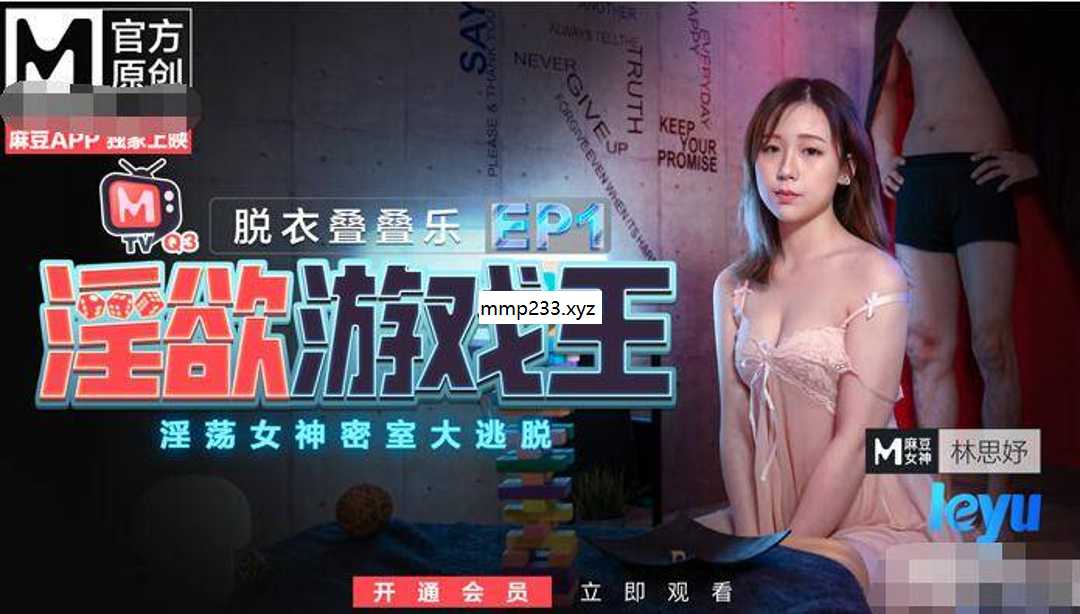 M 官方
原创
麻豆APP 独家上映
SAY
PLEASE & THANK YOU
ANOTHER
ALWAYS TELL THE
TRUTH
NEVER
GIVE UP
FORGIVE EVEN WHEN IT'S HARD
HAPPY
EVERYDAY
KEEP
YOUR
PROMISE
M
TV Q3
脱衣叠叠乐 EP1
淫欲游戏王
mmp233.xyz
淫荡女神密室大逃脱
M 麻豆
女神 林思妤
leyu
开通会员 立即观看